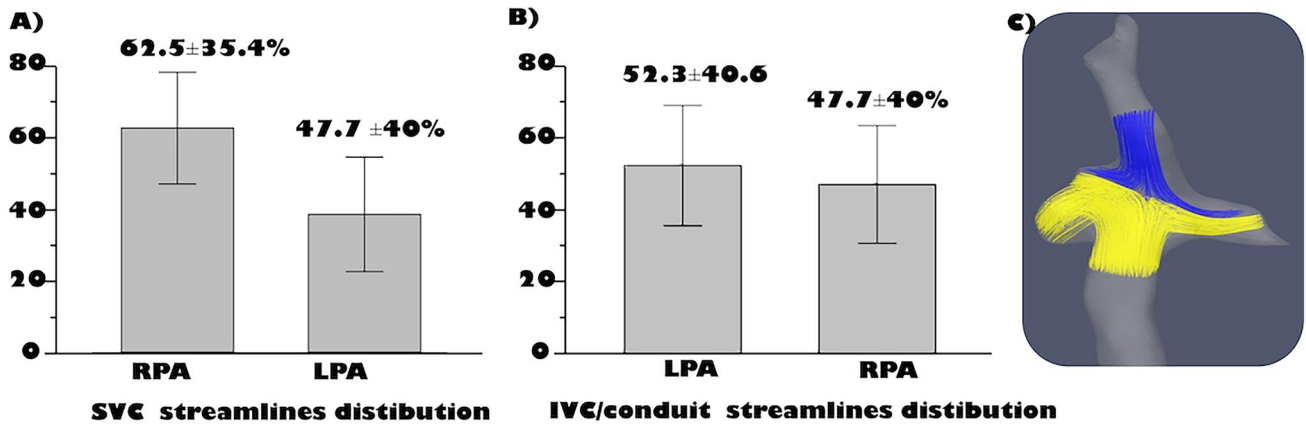 A)
62.5±35.4%
47.7 ±40%
80
60
40
20
0
RPA LPA
SVC streamlines distibution
B)
52.3±40.6
47.7±40%
80
60
40
20
0
LPA RPA
IVC/conduit streamlines distibution
C)